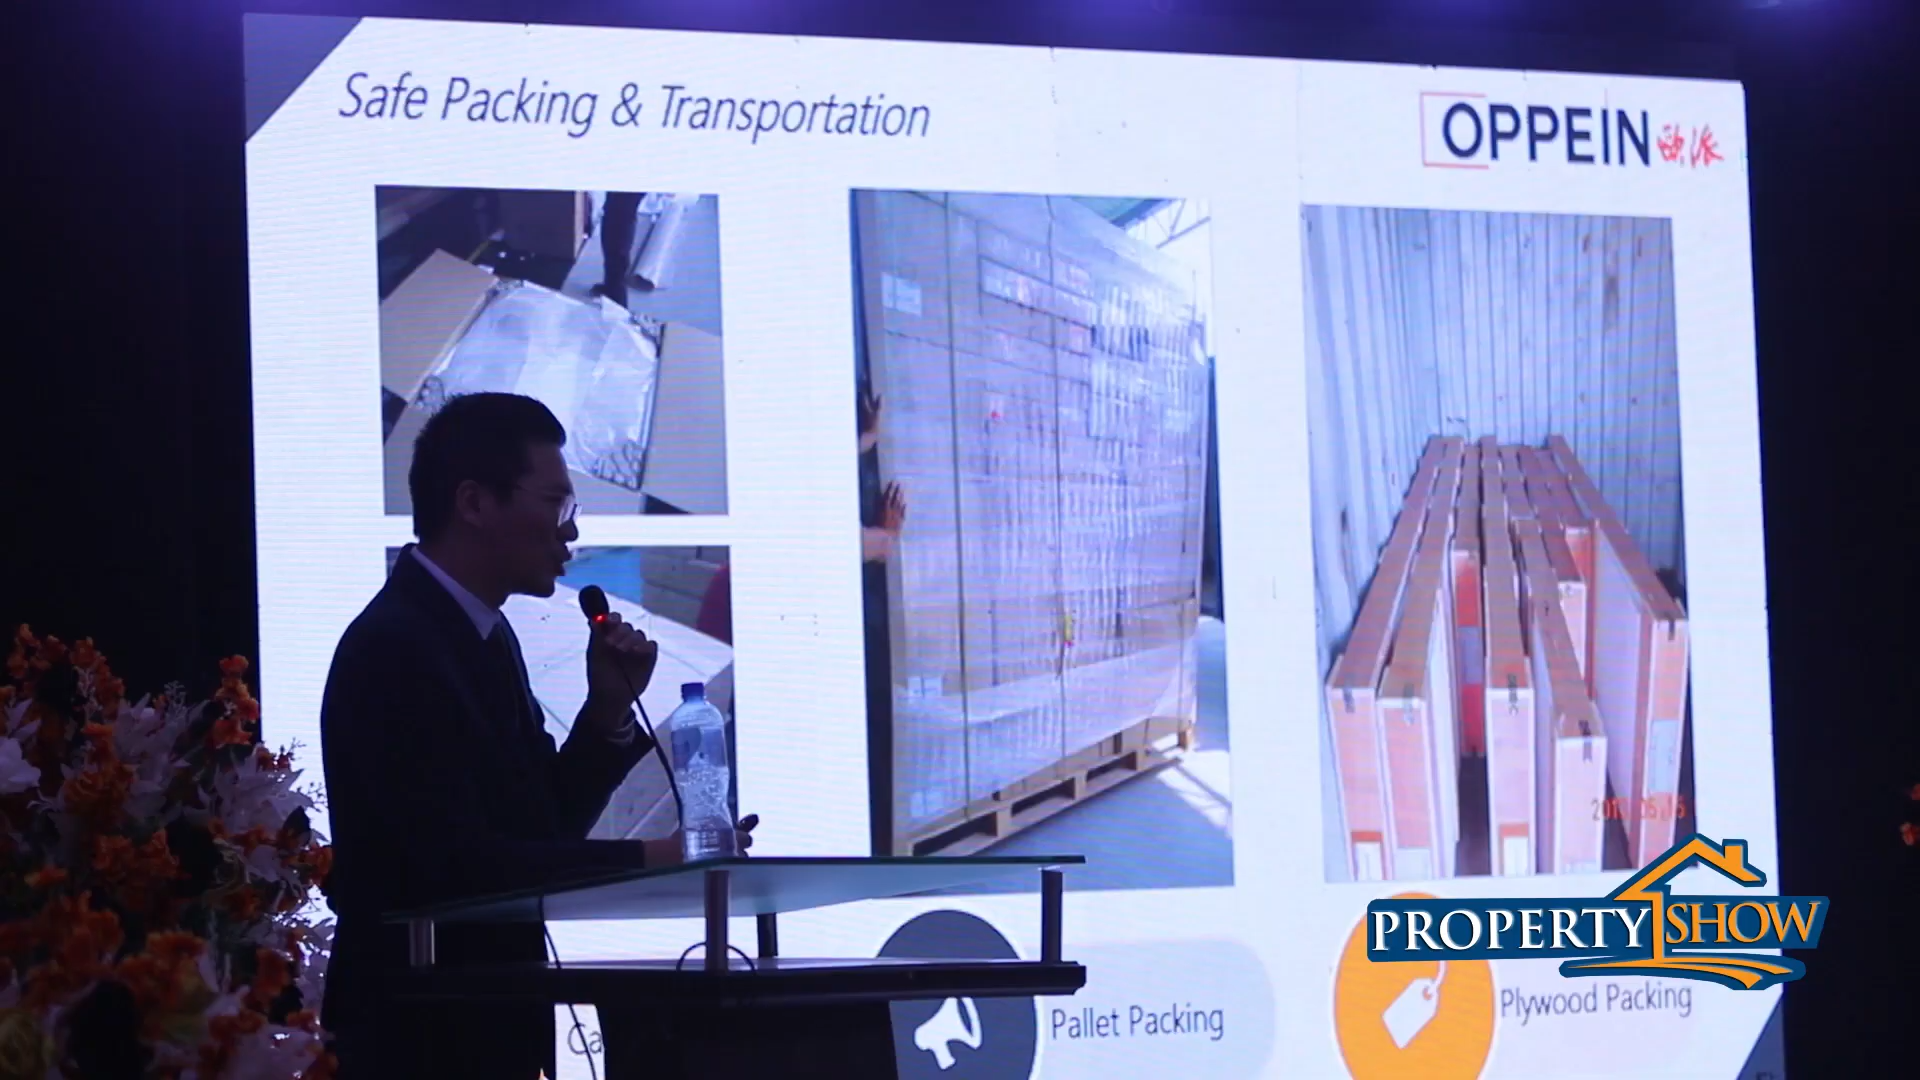 Safe Packing & Transportation
OPPEIN 欧派
PROPERTY SHOW
Pallet Packing
Plywood Packing